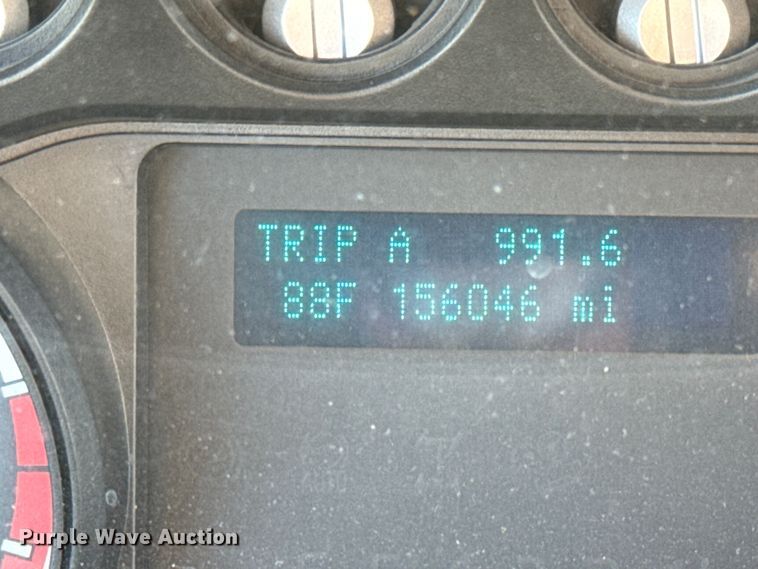 TRIP A 991.6
88F 156046 mi
Purple Wave Auction